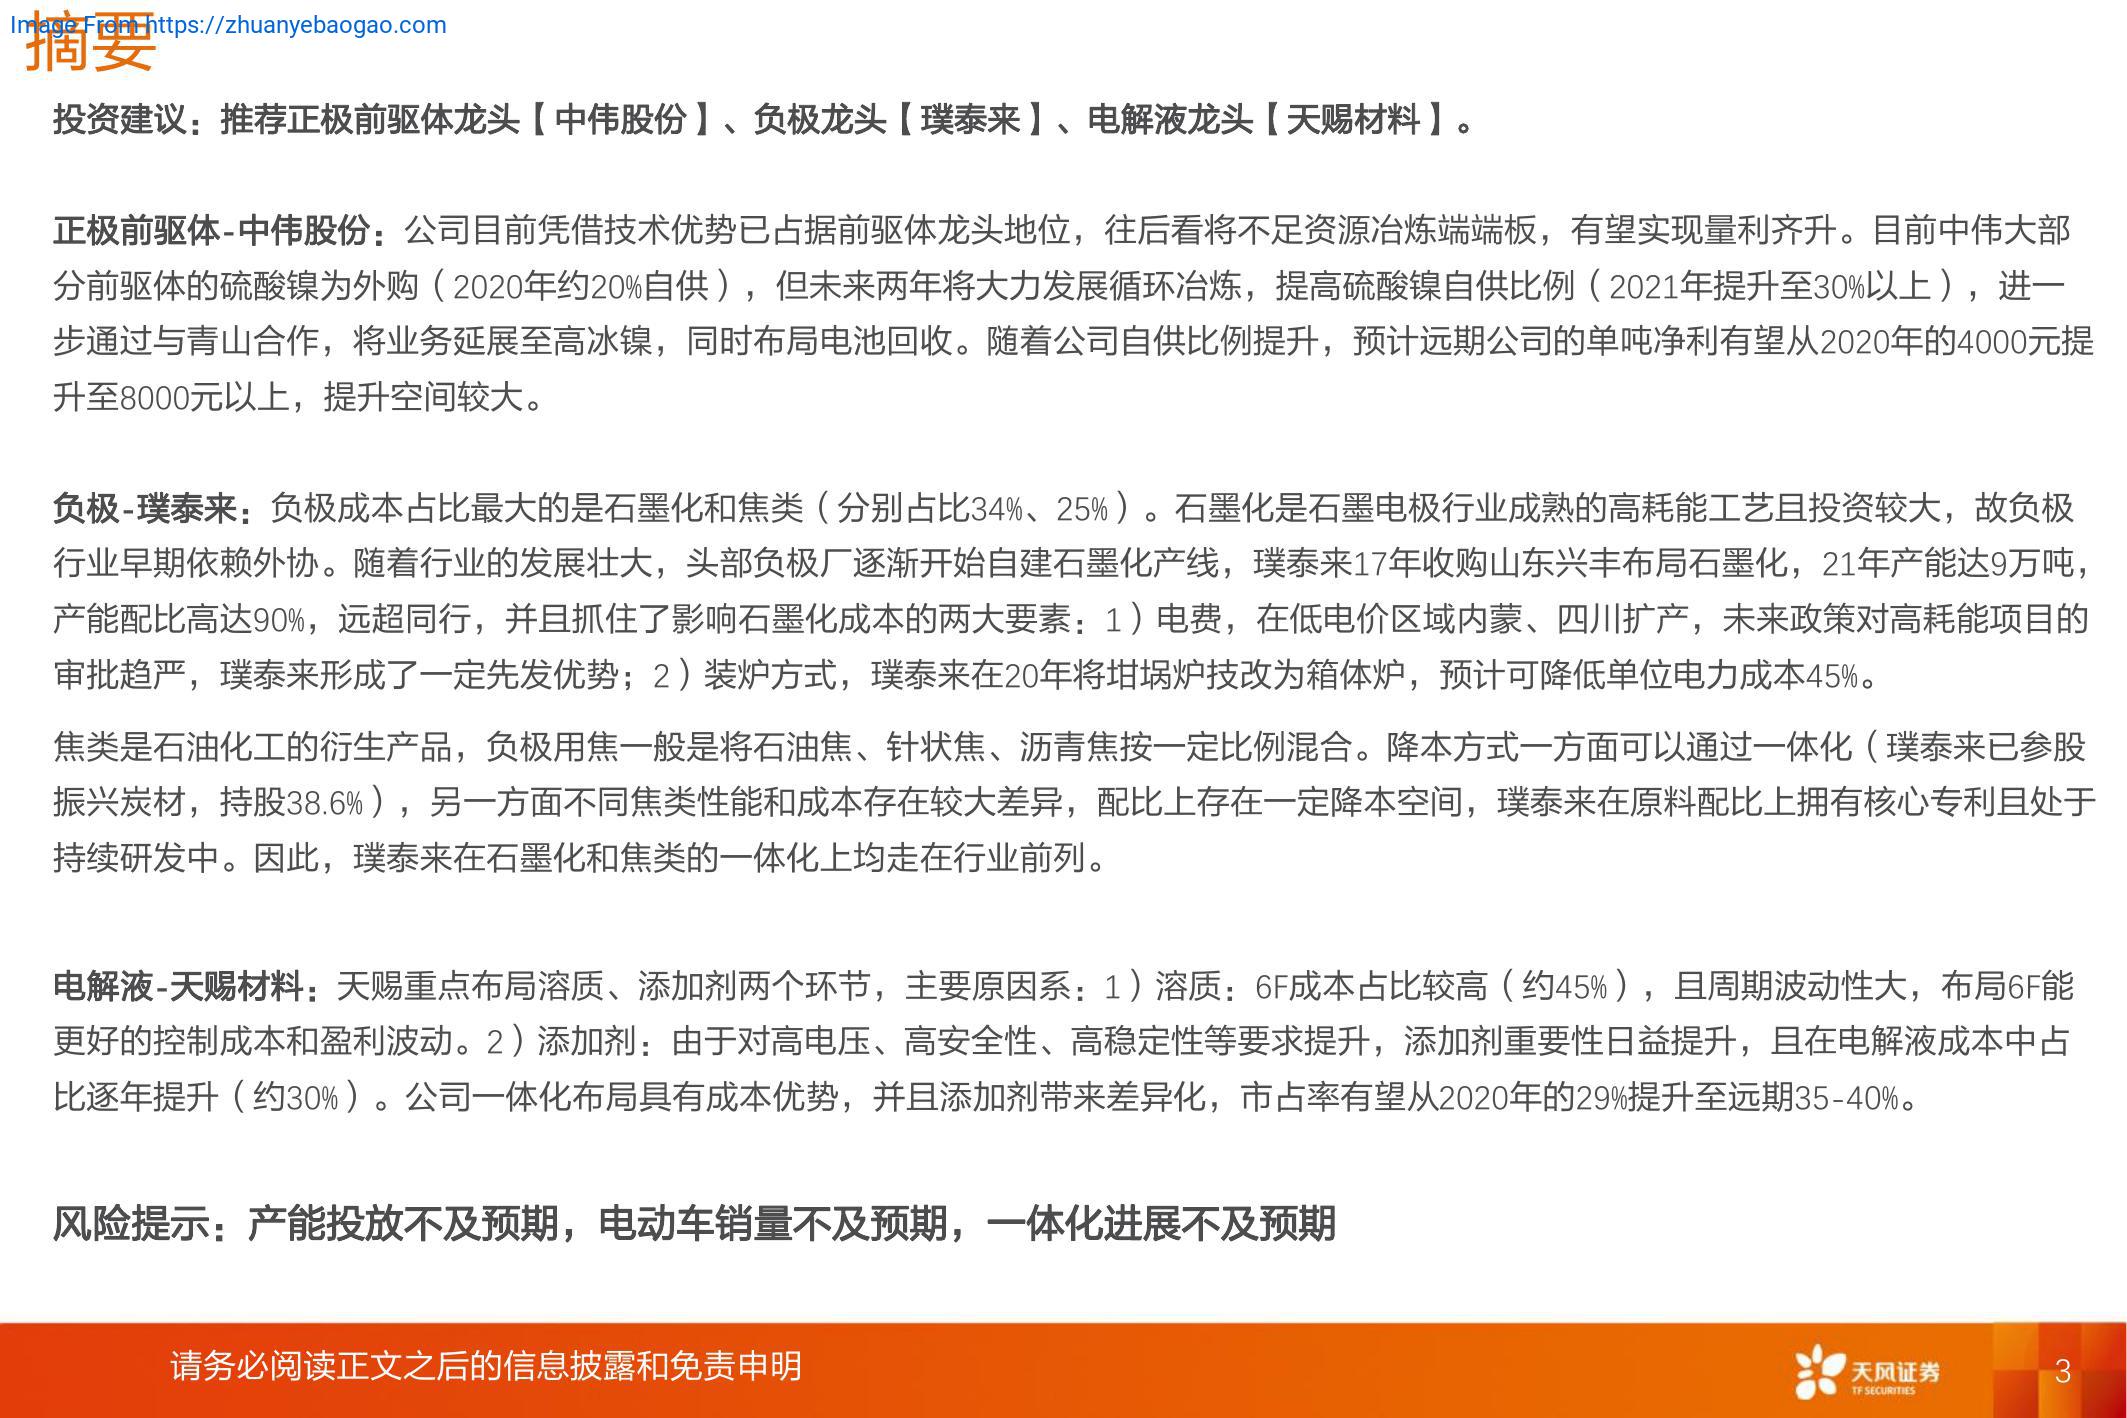 Image From https://zhuanyebaogao.com
摘要
投资建议：推荐正极前驱体龙头【中伟股份】、负极龙头【璞泰来】、电解液龙头【天赐材料】。
正极前驱体-中伟股份：公司目前凭借技术优势已占据前驱体龙头地位，往后看将不足资源冶炼端端板，有望实现量利齐升。目前中伟大部
分前驱体的硫酸镍为外购（2020年约20%自供），但未来两年将大力发展循环冶炼，提高硫酸镍自供比例（2021年提升至30%以上），进一
步通过与青山合作，将业务延展至高冰镍，同时布局电池回收。随着公司自供比例提升，预计远期公司的单吨净利有望从2020年的4000元提
升至8000元以上，提升空间较大。
负极-璞泰来：负极成本占比最大的是石墨化和焦类（分别占比34%、25%）。石墨化是石墨电极行业成熟的高耗能工艺且投资较大，故负极
行业早期依赖外协。随着行业的发展壮大，头部负极厂逐渐开始自建石墨化产线，璞泰来17年收购山东兴丰布局石墨化，21年产能达9万吨，
产能配比高达90%，远超同行，并且抓住了影响石墨化成本的两大要素：1）电费，在低电价区域内蒙、四川扩产，未来政策对高耗能项目的
审批趋严，璞泰来形成了一定先发优势；2）装炉方式，璞泰来在20年将坩埚炉技改为箱体炉，预计可降低单位电力成本45%。
焦类是石油化工的衍生产品，负极用焦一般是将石油焦、针状焦、沥青焦按一定比例混合。降本方式一方面可以通过一体化（璞泰来已参股
振兴炭材，持股38.6%），另一方面不同焦类性能和成本存在较大差异，配比上存在一定降本空间，璞泰来在原料配比上拥有核心专利且处于
持续研发中。因此，璞泰来在石墨化和焦类的一体化上均走在行业前列。
电解液-天赐材料：天赐重点布局溶质、添加剂两个环节，主要原因系：1）溶质：6F成本占比较高（约45%），且周期波动性大，布局6F能
更好的控制成本和盈利波动。2）添加剂：由于对高电压、高安全性、高稳定性等要求提升，添加剂重要性日益提升，且在电解液成本中占
比逐年提升（约30%）。公司一体化布局具有成本优势，并且添加剂带来差异化，市占率有望从2020年的29%提升至远期35-40%。
风险提示：产能投放不及预期，电动车销量不及预期，一体化进展不及预期
请务必阅读正文之后的信息披露和免责申明
天风证券
TF SECURITIES
3